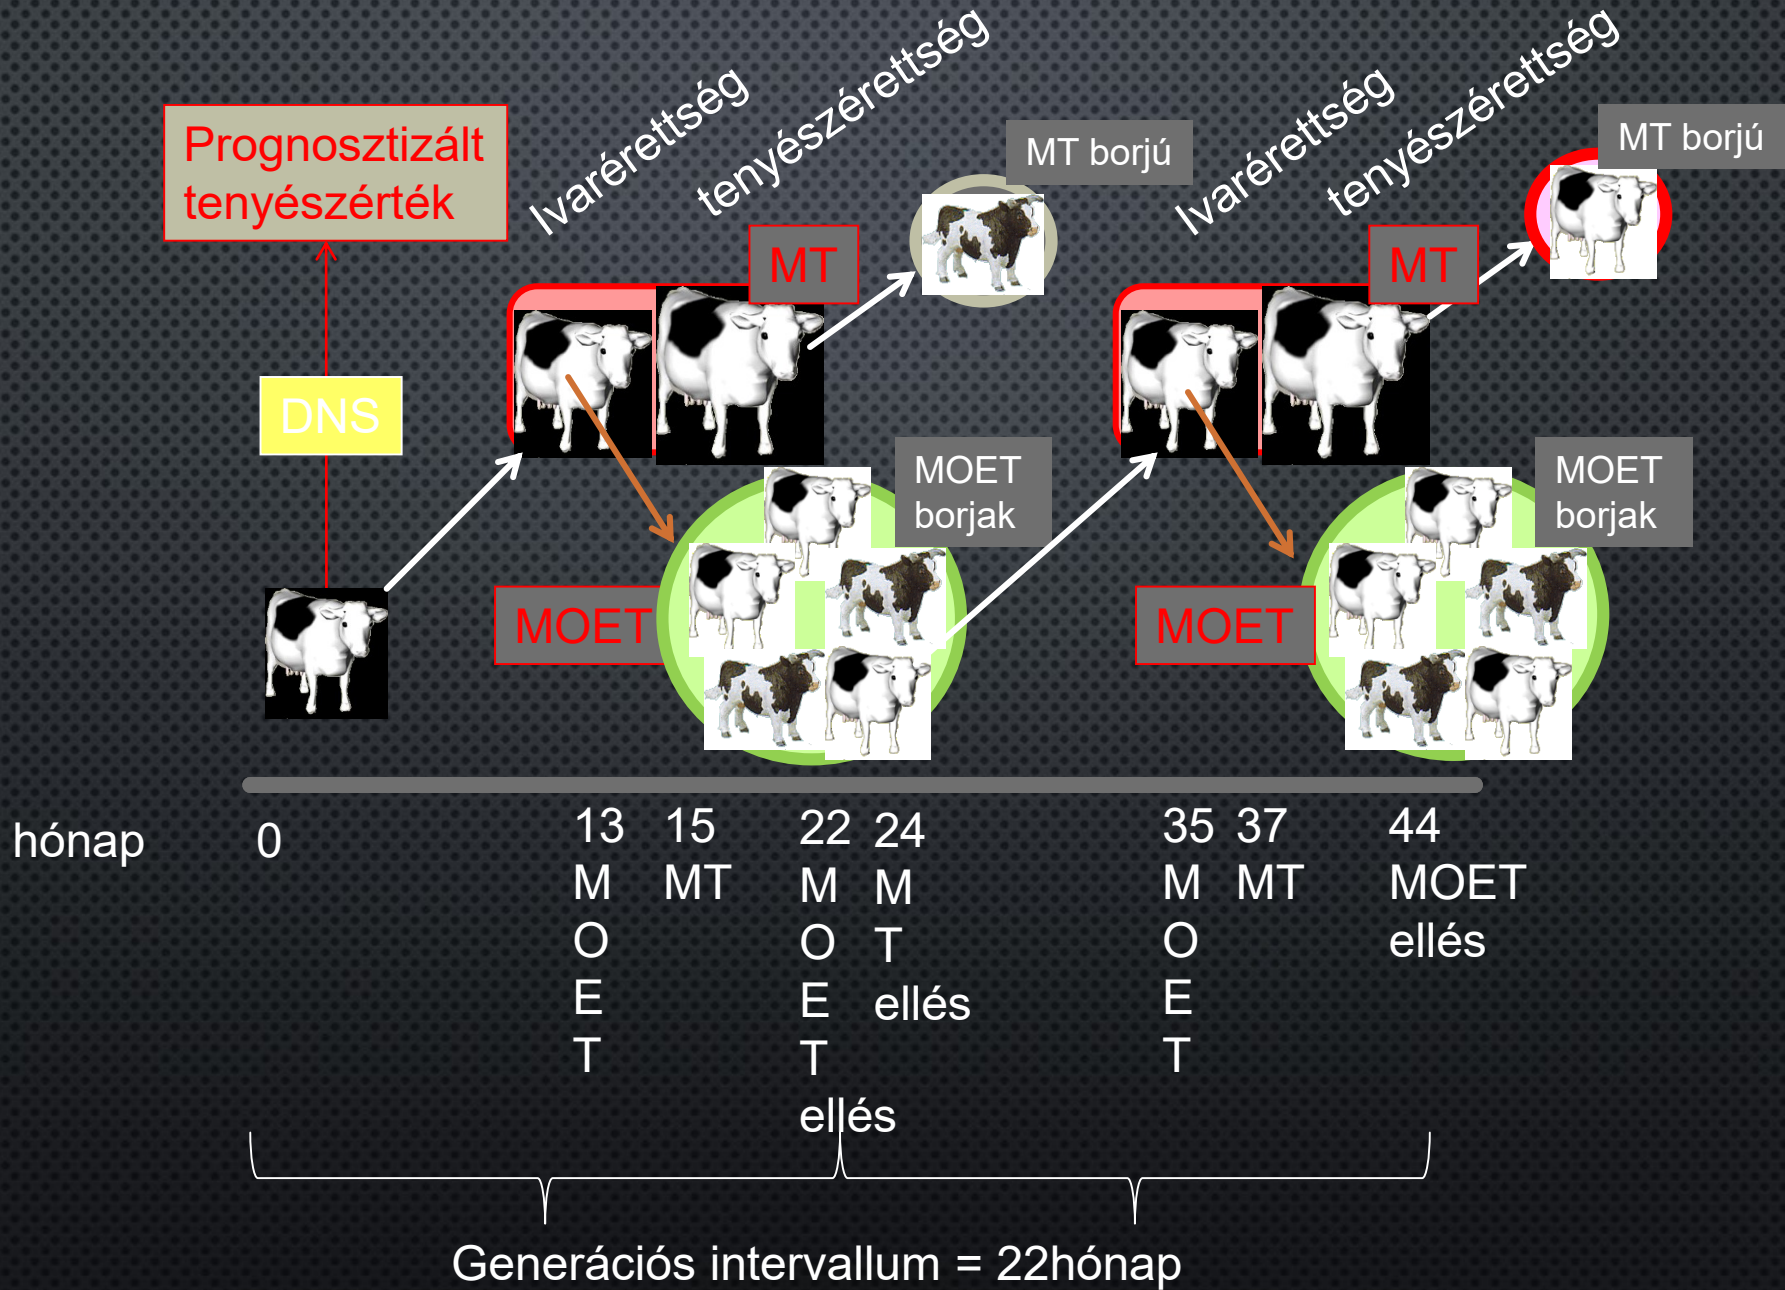 Prognosztizált
tenyészérték
Ivarérettség
tenyészérettség
MT borjú
MT
Ivarérettség
tenyészérettség
MT borjú
MT
DNS
MOET
borjak
MOET
MOET
borjak
MOET
hónap
0
13
M
O
E
T
15
MT
22
M
O
E
T
ellés
24
M
T
ellés
35
M
O
E
T
37
MT
44
MOET
ellés
Generációs intervallum = 22hónap